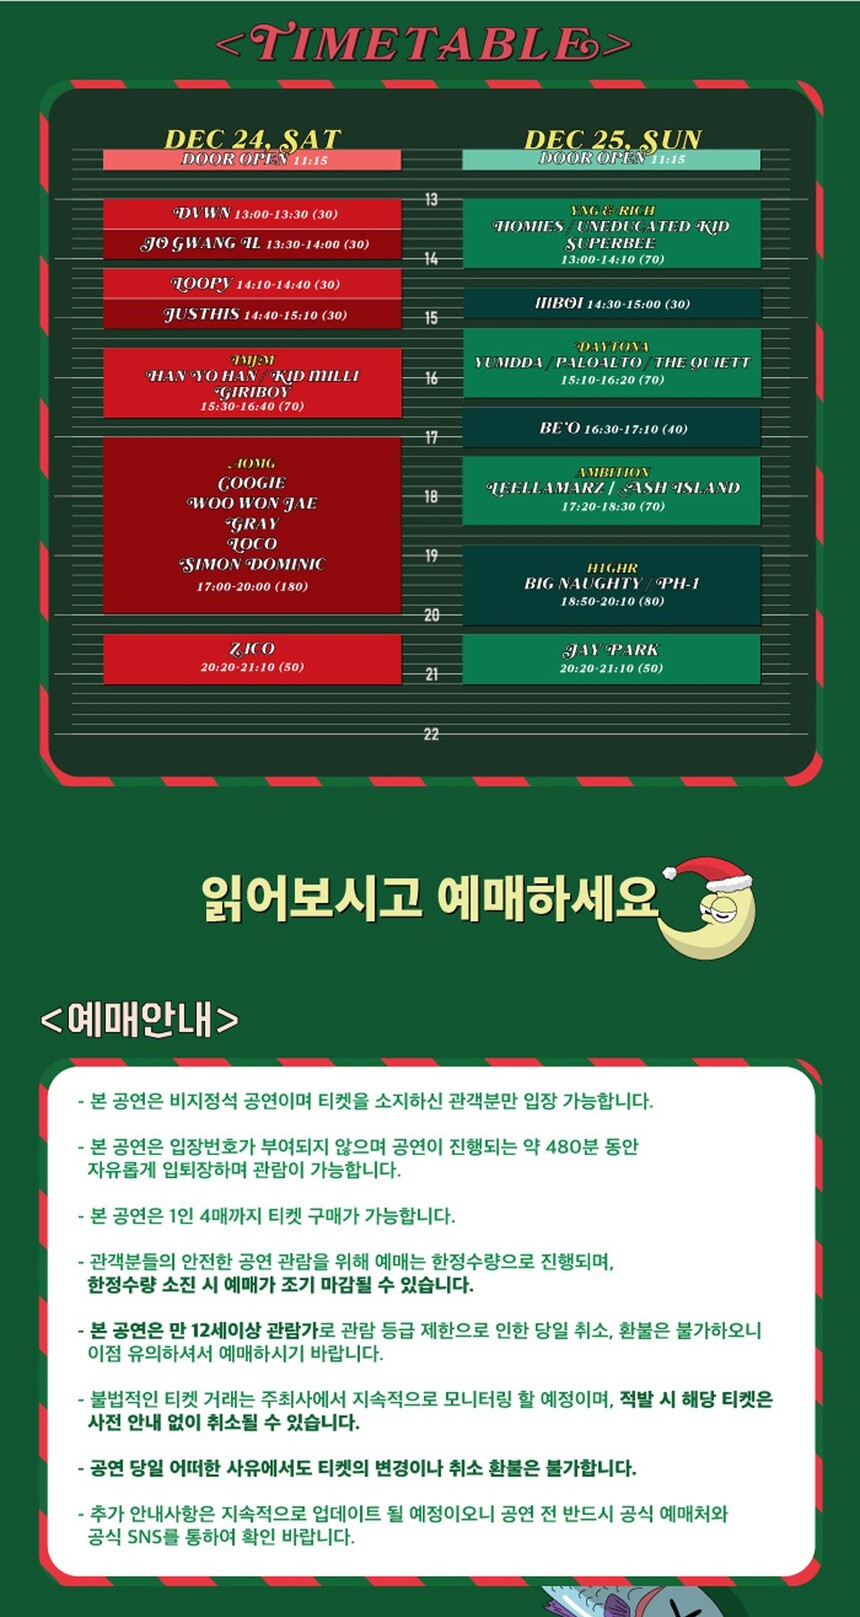 <TIMETABLE>
DEC 24, SAT
DOOR OPEN 11:15
DVWN 13:00-13:30 (30)
JO GWANG IL 13:30-14:00 (30)
LOOPY 14:10-14:40 (30)
JUSTHIS 14:40-15:10 (30)
IMJM
HAN YO HAN / KID MILLI
GIRIBOY
15:30-16:40 (70)
AOMG
COOGIE
WOO WON JAE
GRAY
LOCO
SIMON DOMINIC
17:00-20:00 (180)
ZICO
20:20-21:10 (50)
13
14
15
16
17
18
19
20
21
22
DEC 25, SUN
DOOR OPEN 11:15
YNG & RICH
HOMIES / UNEDUCATED KID
SUPERBEE
13:00-14:10 (70)
lIlBOI 14:30-15:00 (30)
DAYTONA
YUMDDA / PALOALTO / THE QUIETT
15:10-16:20 (70)
BE'O 16:30-17:10 (40)
AMBITION
LEELLAMARZ / ASH ISLAND
17:20-18:30 (70)
H1GHR
BIG NAUGHTY / PH-1
18:50-20:10 (80)
JAY PARK
20:20-21:10 (50)
읽어보시고 예매하세요
<예매안내>
- 본 공연은 비지정석 공연이며 티켓을 소지하신 관객분만 입장 가능합니다.
- 본 공연은 입장번호가 부여되지 않으며 공연이 진행되는 약 480분 동안
자유롭게 입퇴장하며 관람이 가능합니다.
- 본 공연은 1인 4매까지 티켓 구매가 가능합니다.
- 관객분들의 안전한 공연 관람을 위해 예매는 한정수량으로 진행되며,
한정수량 소진 시 예매가 조기 마감될 수 있습니다.
- 본 공연은 만 12세이상 관람가로 관람 등급 제한으로 인한 당일 취소, 환불은 불가하오니
이점 유의하셔서 예매하시기 바랍니다.
- 불법적인 티켓 거래는 주최사에서 지속적으로 모니터링 할 예정이며, 적발 시 해당 티켓은
사전 안내 없이 취소될 수 있습니다.
- 공연 당일 어떠한 사유에서도 티켓의 변경이나 취소 환불은 불가합니다.
- 추가 안내사항은 지속적으로 업데이트 될 예정이오니 공연 전 반드시 공식 예매처와
공식 SNS를 통하여 확인 바랍니다.